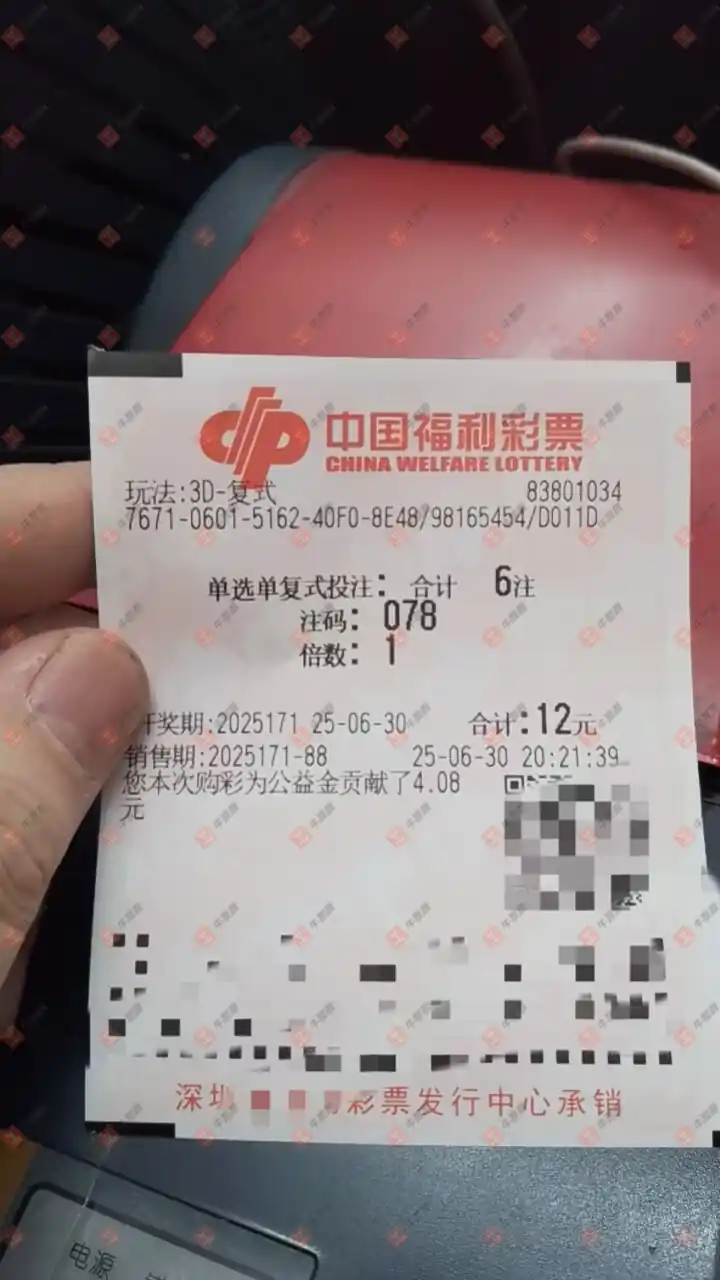 中国福利彩票
CHINA WELFARE LOTTERY
玩法:3D-复式 83801034
7671-0601-5162-40F0-8E48/98165454/D011D
单选单复式投注: 合计 6注
注码: 078
倍数: 1
开奖期:2025171 25-06-30 合计:12元
销售期:2025171-88 25-06-30 20:21:39
您本次购彩为公益金贡献了4.08
元
深圳 彩票发行中心承销
电源